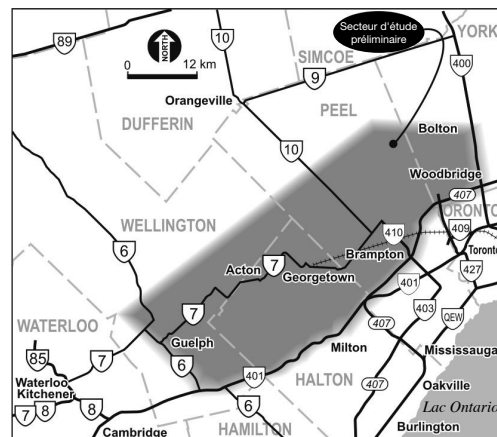 89
NORTH
0 12 km
10
Secteur d'étude
préliminaire
YORK
SIMCOE
9
400
Orangeville
PEEL
DUFFERIN
10
Bolton
Woodbridge
407
TORONTO
WELLINGTON
6
410
409
Brampton
Toronto
Acton
7
Georgetown
427
401
7
403
QEW
WATERLOO
Guelph
407
85
7
6
Milton
Mississauga
401
HALTON
Waterloo
Kitchener
407
Oakville
7
8
8
6
Lac Ontario
Cambridge
HAMILTON
Burlington